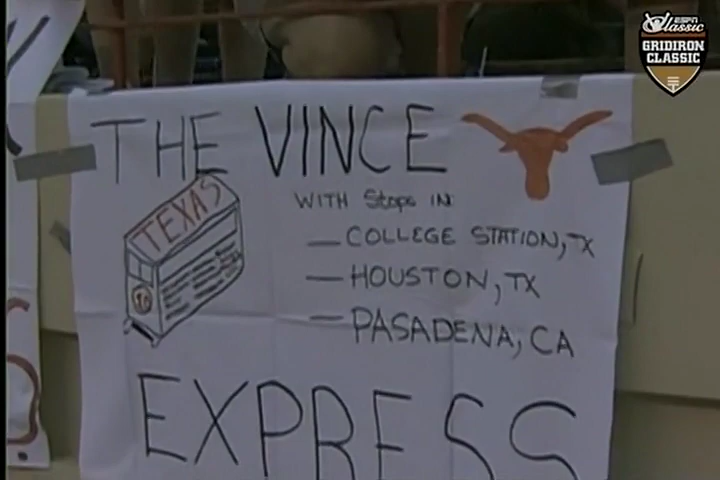 ESPN
Classic
GRIDIRON
CLASSIC
THE VINCE
TEXAS
WITH Stops IN:
— COLLEGE STATION, TX
— HOUSTON, TX
— PASADENA, CA
EXPRESS